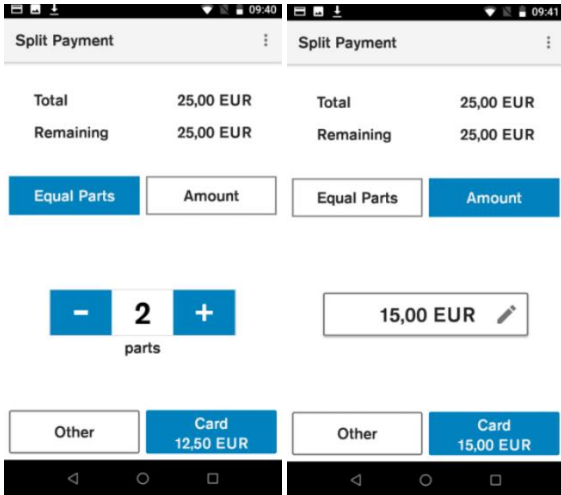 09:40
Split Payment
Total 25,00 EUR
Remaining 25,00 EUR
Equal Parts Amount
- 2 +
parts
Other Card
12,50 EUR
09:41
Split Payment
Total 25,00 EUR
Remaining 25,00 EUR
Equal Parts Amount
15,00 EUR
Other Card
15,00 EUR